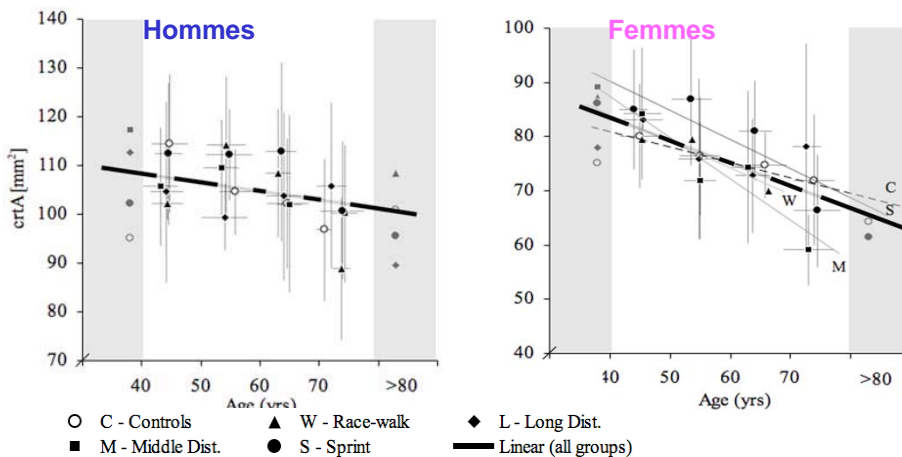 Hommes
Femmes
140
130
120
110
100
90
80
70
crtA [mm²]
40
50
60
70
>80
Age (yrs)
100
90
80
70
60
50
40
C
S
W
M
40
50
60
70
>80
Age (yrs)
C - Controls
W - Race-walk
L - Long Dist.
M - Middle Dist.
S - Sprint
Linear (all groups)